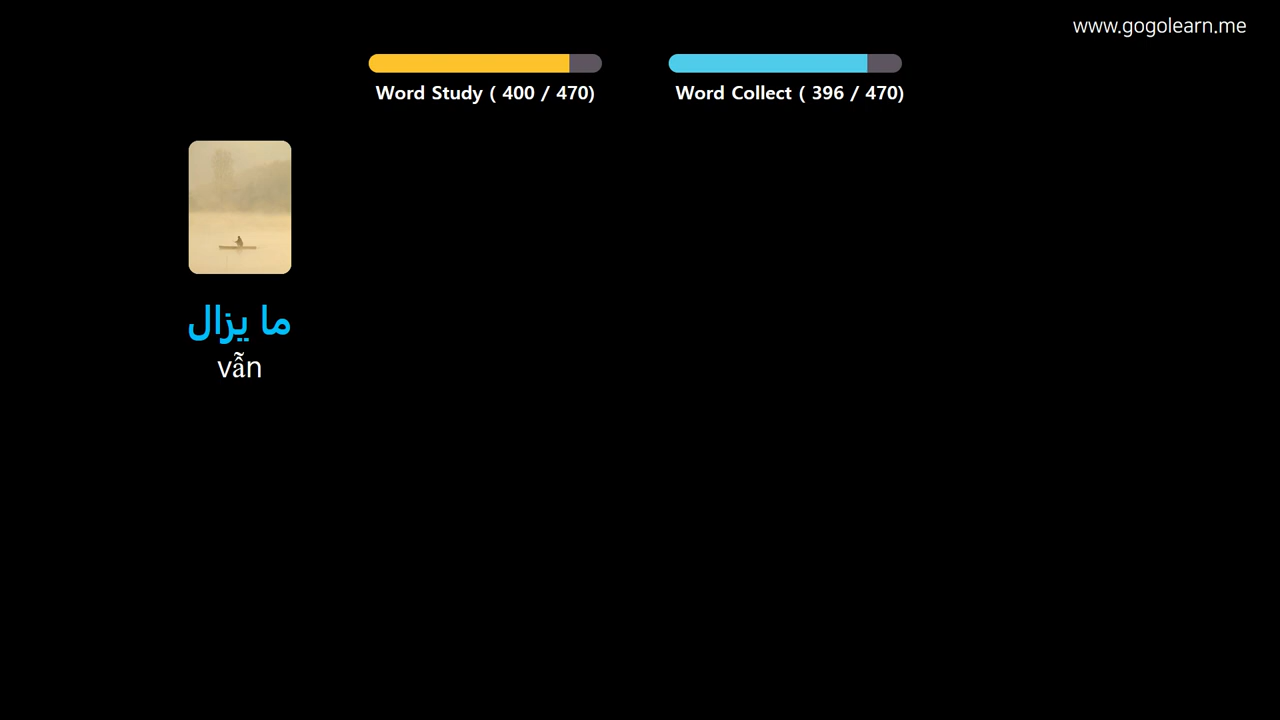 www.gogolearn.me
Word Study ( 400 / 470)
Word Collect ( 396 / 470)
ما يزال
vẫn